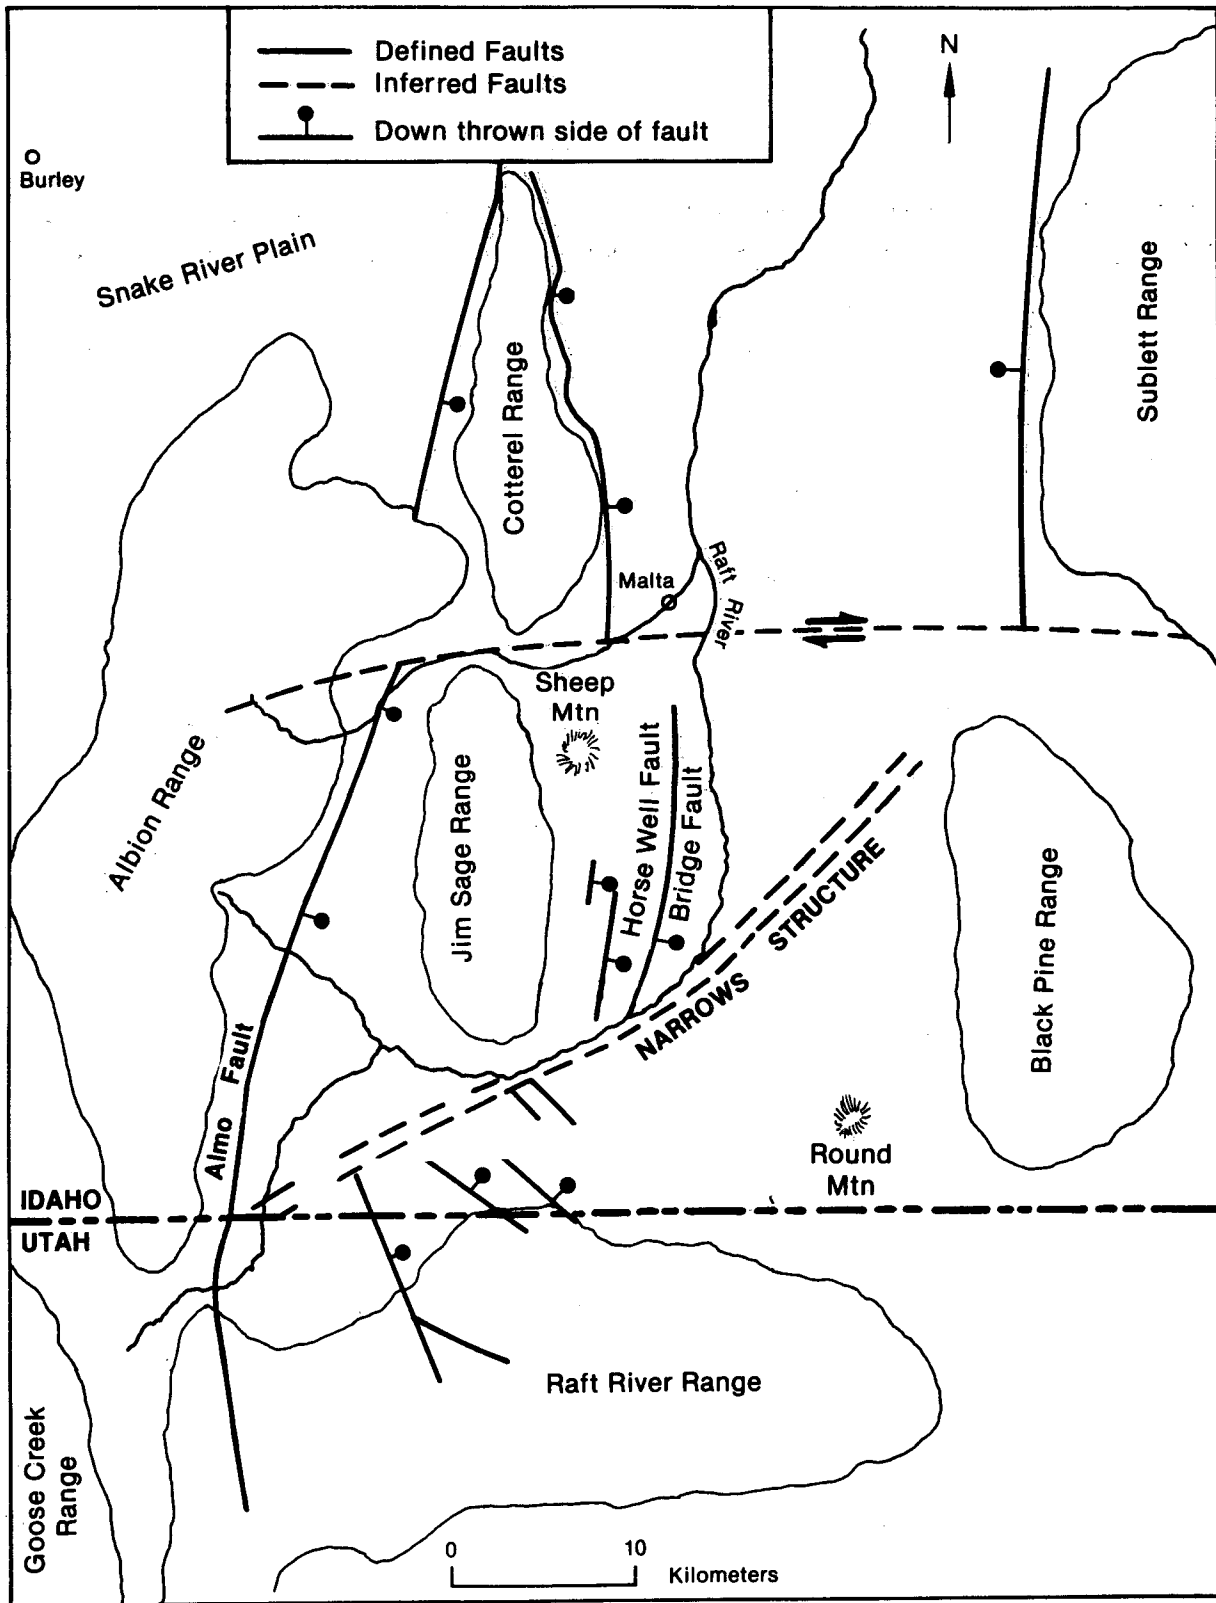 Defined Faults
Inferred Faults
Down thrown side of fault
N
Burley
Snake River Plain
Cotterel Range
Sublett Range
Malta
Raft River
Sheep
Mtn
Albion Range
Jim Sage Range
Horse Well Fault
Bridge Fault
NARROWS STRUCTURE
Black Pine Range
Almo Fault
Round
Mtn
IDAHO
UTAH
Raft River Range
Goose Creek
Range
0 10
Kilometers